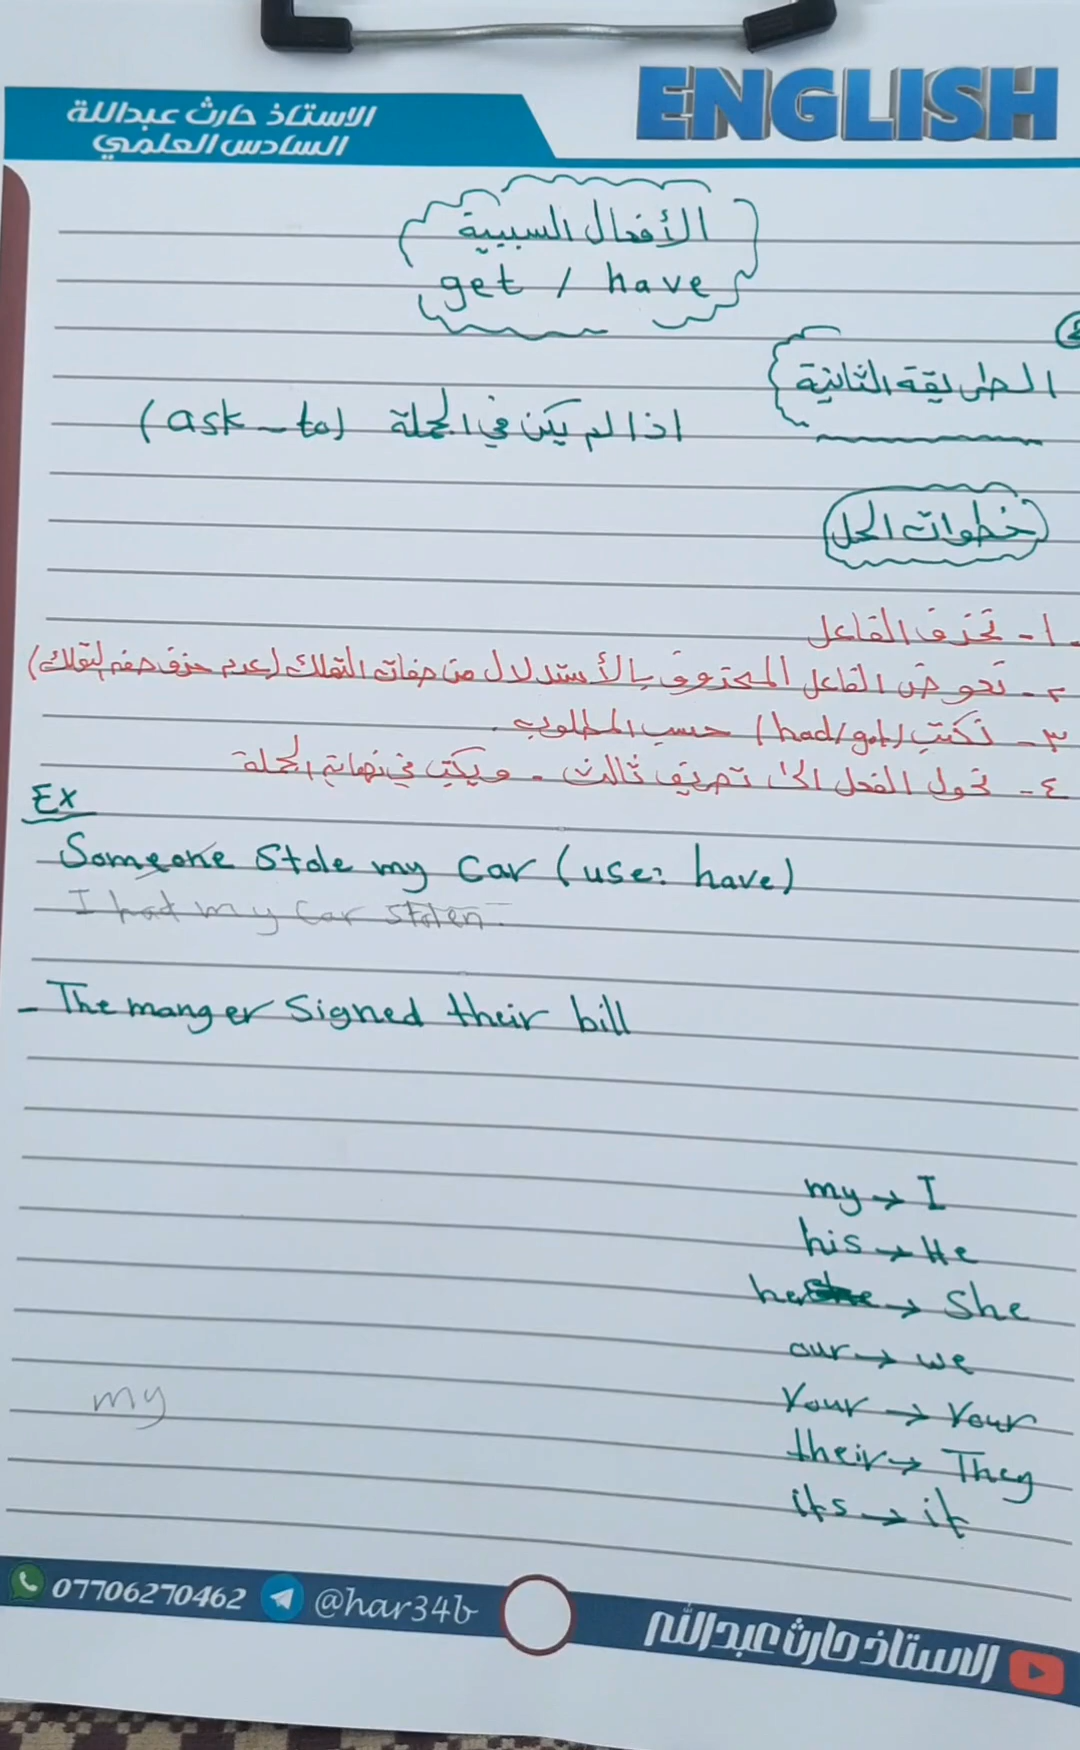 الاستاذ حارث عبدالله
السادس العلمي
ENGLISH
الأفعال السببية
get / have
الطريقة الثانية
اذا لم يكن في الجملة (ask - to)
خطوات الحل
١- تحذف الفاعل
٢- نعوض الفاعل المحذوف بالأستدلال من صفات التملك (عدم حذف صفه التملك)
٣- نكتب (had/got) حسب المطلوب.
٤- نحول الفعل الى تصريف ثالث - ويكتب في نهاية الجملة
Ex
Someone Stole my Car (use: have)
I had my Car stolen.
- The manger Signed their bill
my → I
his → He
her → She
our → we
Your → Your
their → They
its → it
my
07706270462 @har34b
الاستاذ حارث عبدالله